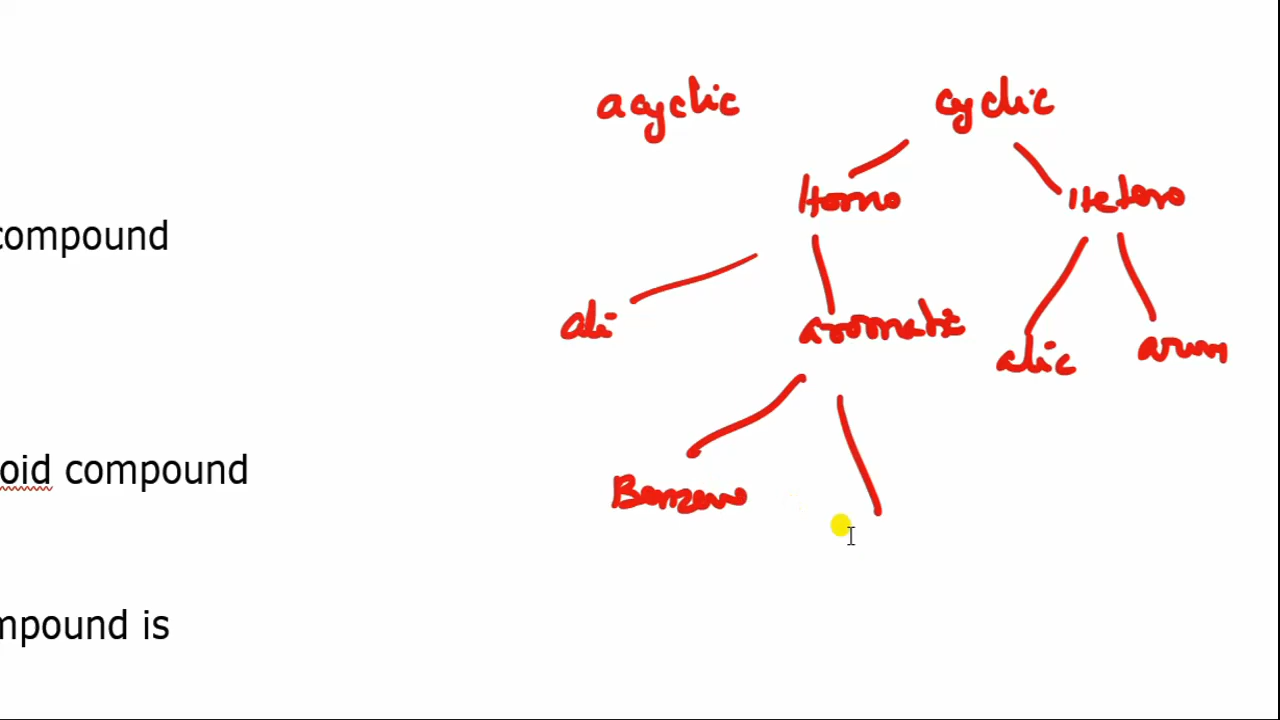 acyclic cyclic
Homo Hetero
compound
ali aromatic alic arom
oid compound
Benzene
mpound is